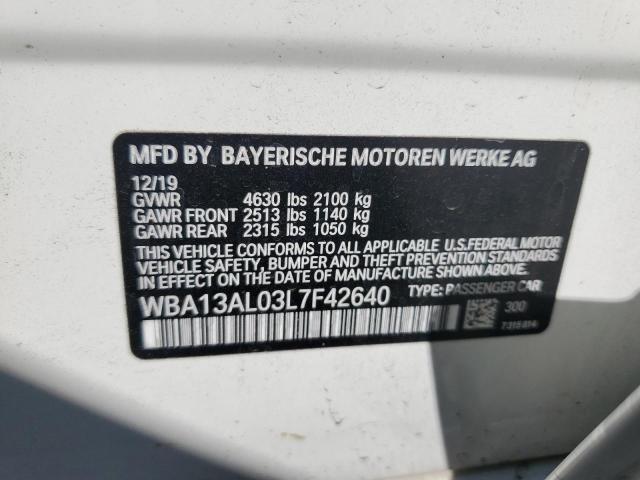 MFD BY BAYERISCHE MOTOREN WERKE AG
12/19
GVWR 4630 lbs 2100 kg
GAWR FRONT 2513 lbs 1140 kg
GAWR REAR 2315 lbs 1050 kg
THIS VEHICLE CONFORMS TO ALL APPLICABLE U.S.FEDERAL MOTOR
VEHICLE SAFETY, BUMPER AND THEFT PREVENTION STANDARDS
IN EFFECT ON THE DATE OF MANUFACTURE SHOWN ABOVE.
WBA13AL03L7F42640 TYPE: PASSENGER CAR
300
7315814